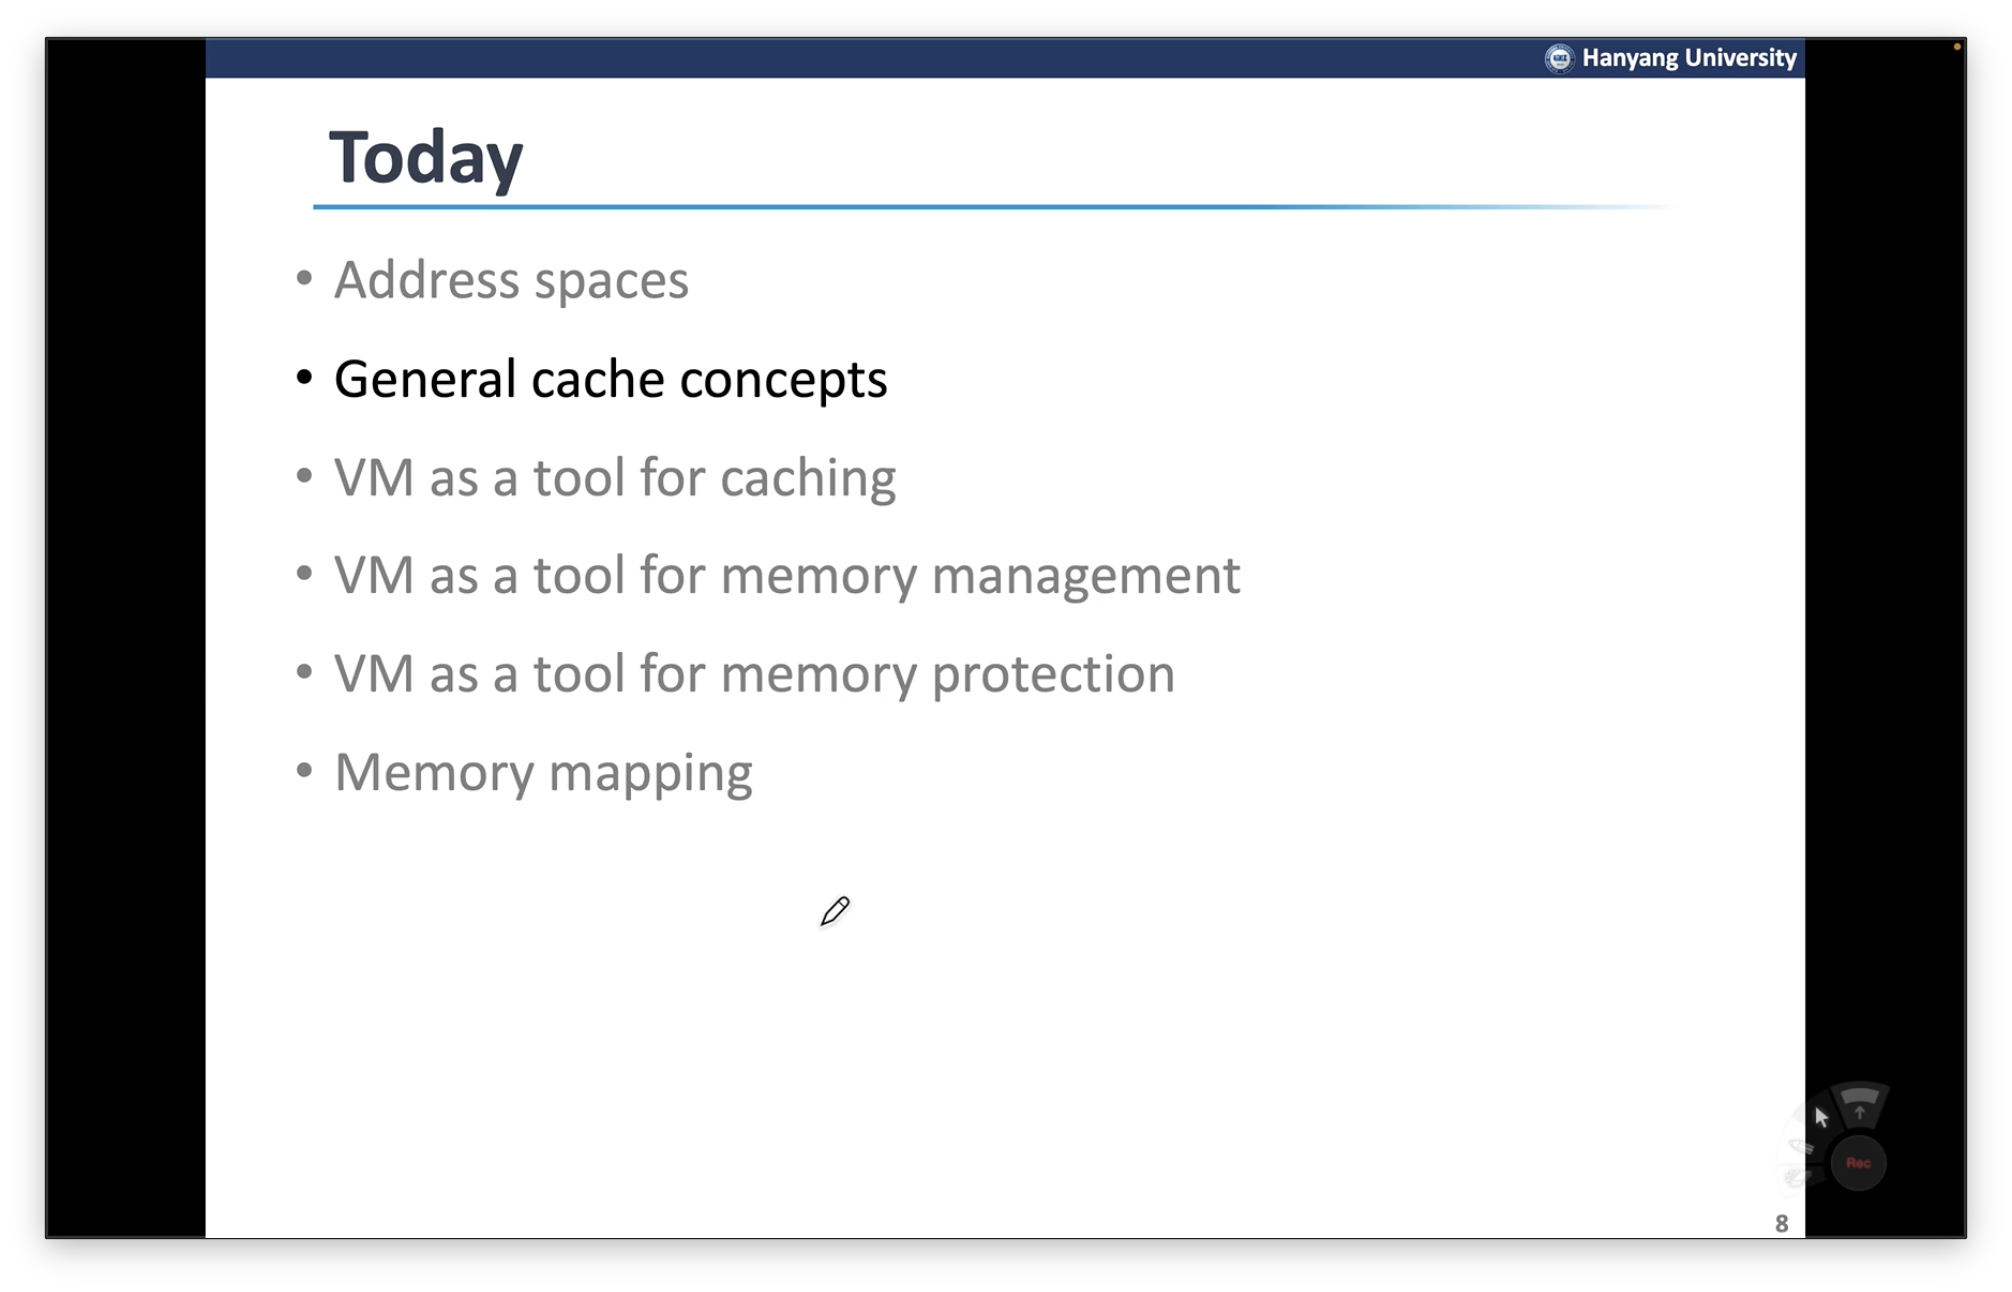 Hanyang University
Today
• Address spaces
• General cache concepts
• VM as a tool for caching
• VM as a tool for memory management
• VM as a tool for memory protection
• Memory mapping
Rec
8